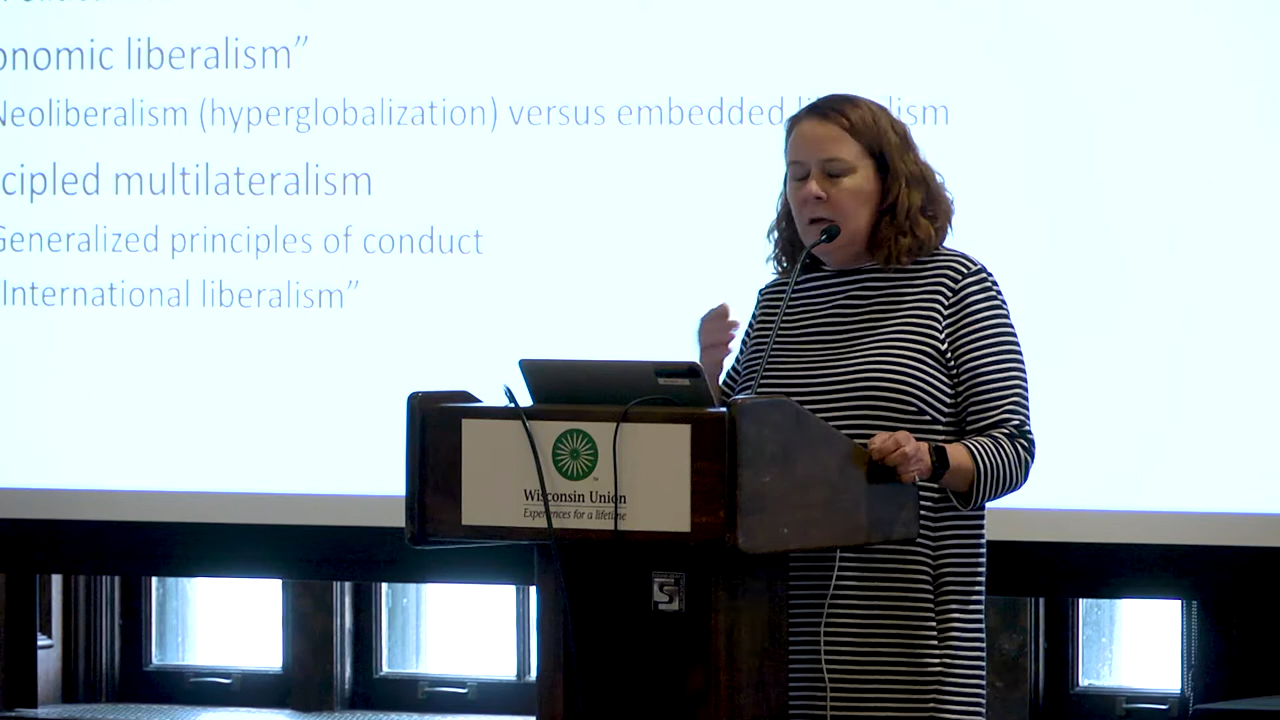 onomic liberalism”
Neoliberalism (hyperglobalization) versus embedded
cipled multilateralism
Generalized principles of conduct
International liberalism”
Wisconsin Union
Experiences for a lifetime